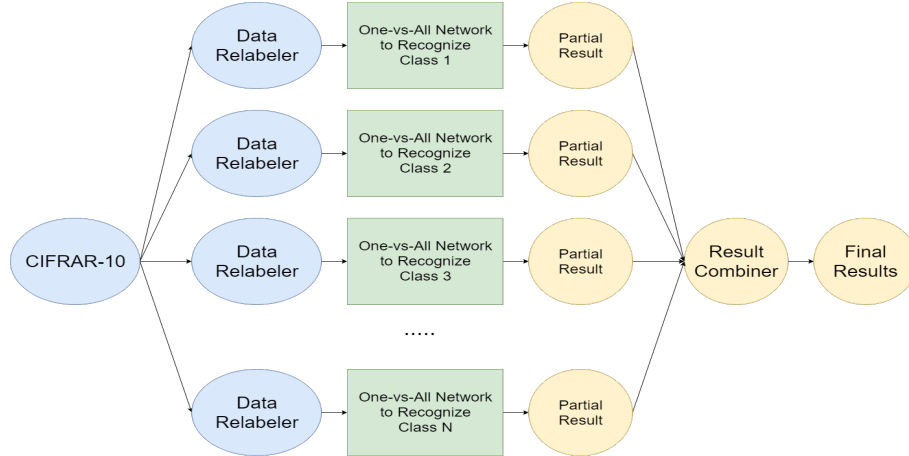 Data
Relabeler
One-vs-All Network
to Recognize
Class 1
Partial
Result
Data
Relabeler
One-vs-All Network
to Recognize
Class 2
Partial
Result
CIFRAR-10
Data
Relabeler
One-vs-All Network
to Recognize
Class 3
Partial
Result
Result
Combiner
Final
Results
.....
Data
Relabeler
One-vs-All Network
to Recognize
Class N
Partial
Result